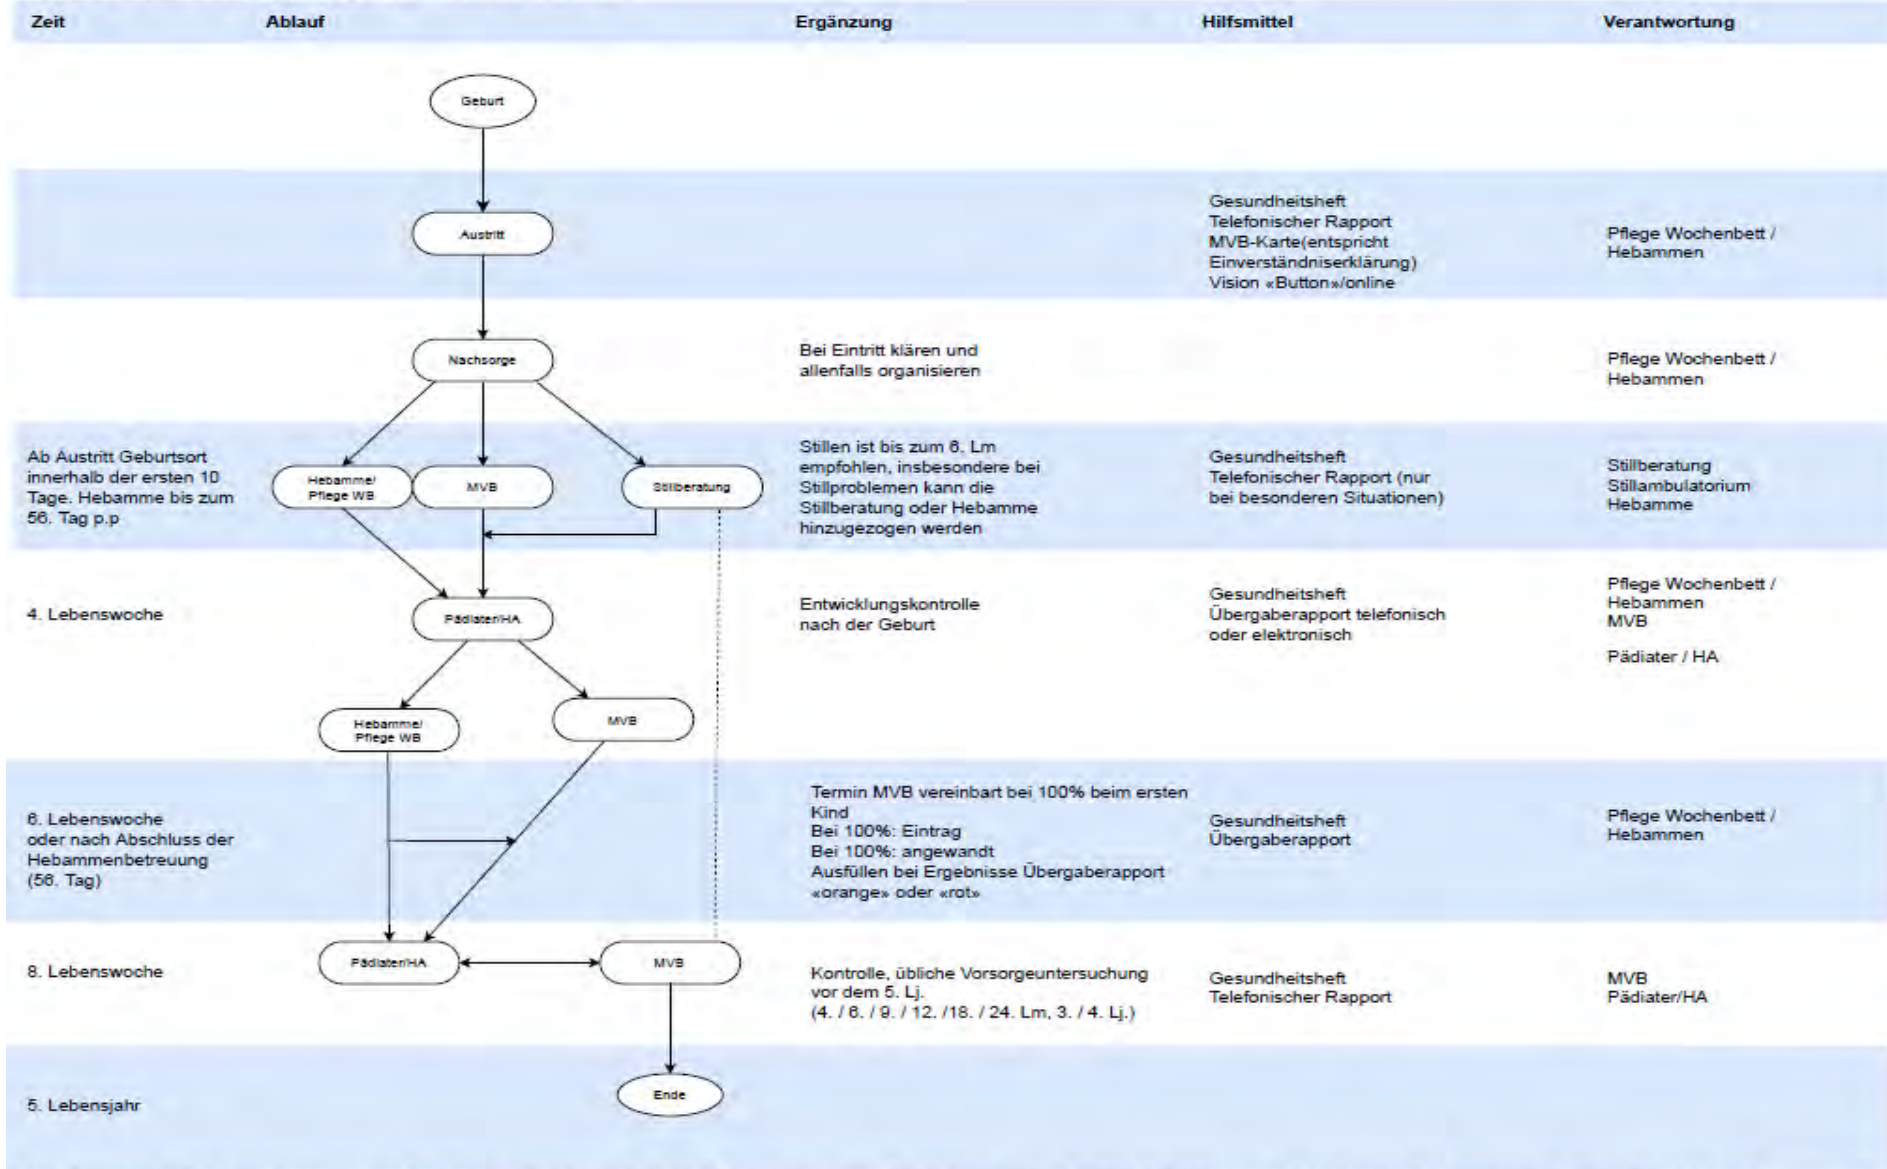 Zeit
Ablauf
Ergänzung
Hilfsmittel
Verantwortung
Geburt
Austritt
Gesundheitsheft
Telefonischer Rapport
MVB-Karte(entspricht
Einverständniserklärung)
Vision «Button»/online
Pflege Wochenbett /
Hebammen
Nachsorge
Bei Eintritt klären und
allenfalls organisieren
Pflege Wochenbett /
Hebammen
Ab Austritt Geburtsort
innerhalb der ersten 10
Tage. Hebamme bis zum
56. Tag p.p
Hebamme/
Pflege WB
MVB
Stillberatung
Stillen ist bis zum 6. Lm
empfohlen, insbesondere bei
Stillproblemen kann die
Stillberatung oder Hebamme
hinzugezogen werden
Gesundheitsheft
Telefonischer Rapport (nur
bei besonderen Situationen)
Stillberatung
Stillambulatorium
Hebamme
4. Lebenswoche
Pädiater/HA
Entwicklungskontrolle
nach der Geburt
Gesundheitsheft
Übergaberapport telefonisch
oder elektronisch
Pflege Wochenbett /
Hebammen
MVB
Pädiater / HA
Hebamme/
Pflege WB
MVB
6. Lebenswoche
oder nach Abschluss der
Hebammenbetreuung
(56. Tag)
Termin MVB vereinbart bei 100% beim ersten
Kind
Bei 100%: Eintrag
Bei 100%: angewandt
Ausfüllen bei Ergebnisse Übergaberapport
«orange» oder «rot»
Gesundheitsheft
Übergaberapport
Pflege Wochenbett /
Hebammen
8. Lebenswoche
Pädiater/HA
MVB
Kontrolle, übliche Vorsorgeuntersuchung
vor dem 5. Lj.
(4. / 6. / 9. / 12. /18. / 24. Lm, 3. / 4. Lj.)
Gesundheitsheft
Telefonischer Rapport
MVB
Pädiater/HA
5. Lebensjahr
Ende